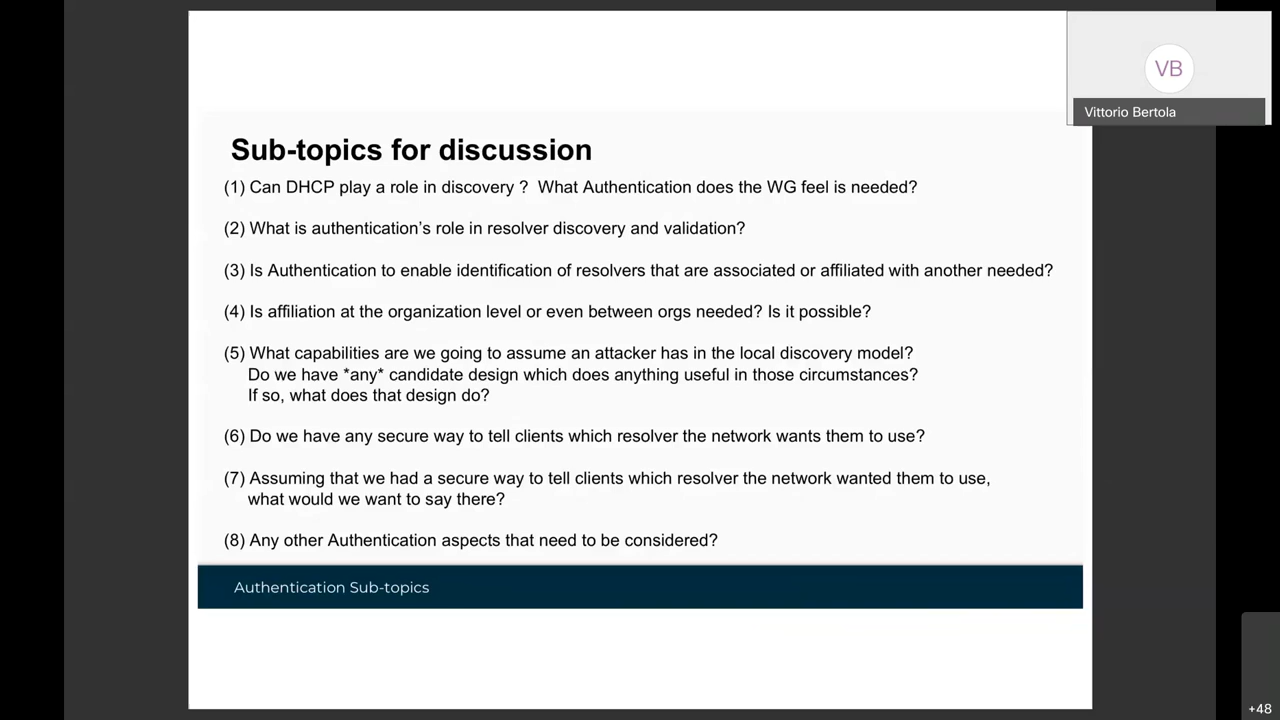 VB
Vittorio Bertola
Sub-topics for discussion
(1) Can DHCP play a role in discovery ?  What Authentication does the WG feel is needed?
(2) What is authentication’s role in resolver discovery and validation?
(3) Is Authentication to enable identification of resolvers that are associated or affiliated with another needed?
(4) Is affiliation at the organization level or even between orgs needed? Is it possible?
(5) What capabilities are we going to assume an attacker has in the local discovery model?
Do we have *any* candidate design which does anything useful in those circumstances?
If so, what does that design do?
(6) Do we have any secure way to tell clients which resolver the network wants them to use?
(7) Assuming that we had a secure way to tell clients which resolver the network wanted them to use,
what would we want to say there?
(8) Any other Authentication aspects that need to be considered?
Authentication Sub-topics
+48